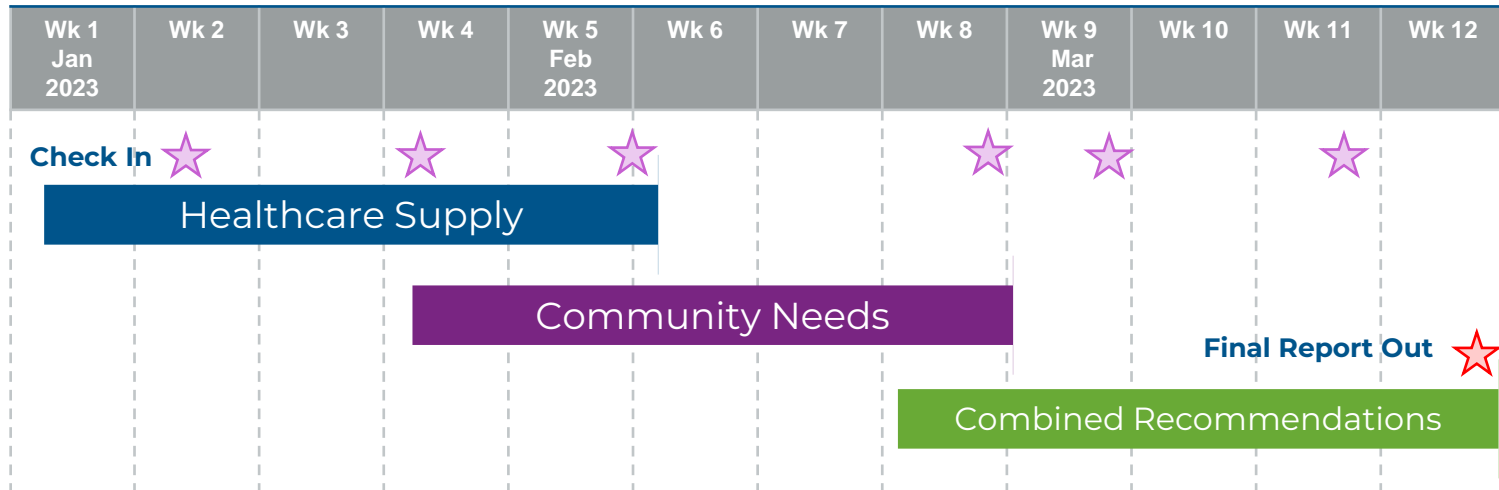 Wk 1
Jan
2023
Wk 2
Wk 3
Wk 4
Wk 5
Feb
2023
Wk 6
Wk 7
Wk 8
Wk 9
Mar
2023
Wk 10
Wk 11
Wk 12
Check In
Healthcare Supply
Community Needs
Final Report Out
Combined Recommendations